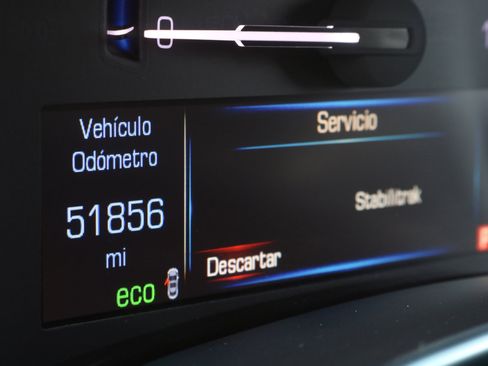 Vehículo
Odómetro
51856
mi
eco
Servicio
Stabilitrak
Descartar